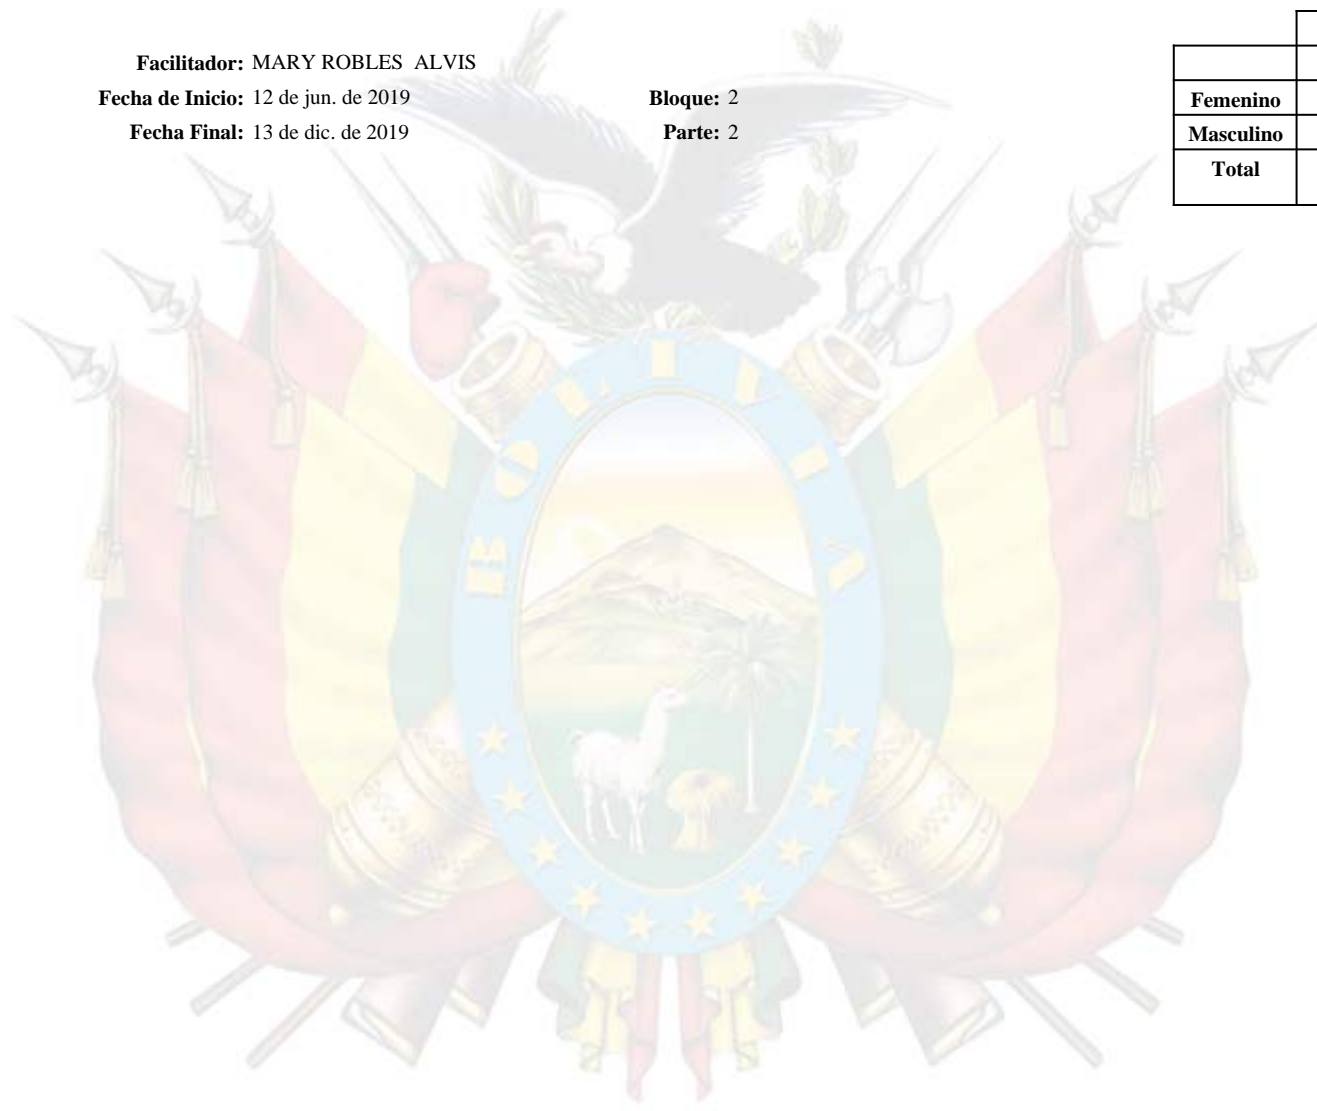 Facilitador: MARY ROBLES ALVIS
Fecha de Inicio: 12 de jun. de 2019 Bloque: 2
Fecha Final: 13 de dic. de 2019 Parte: 2
Femenino
Masculino
Total
BOLIVIA